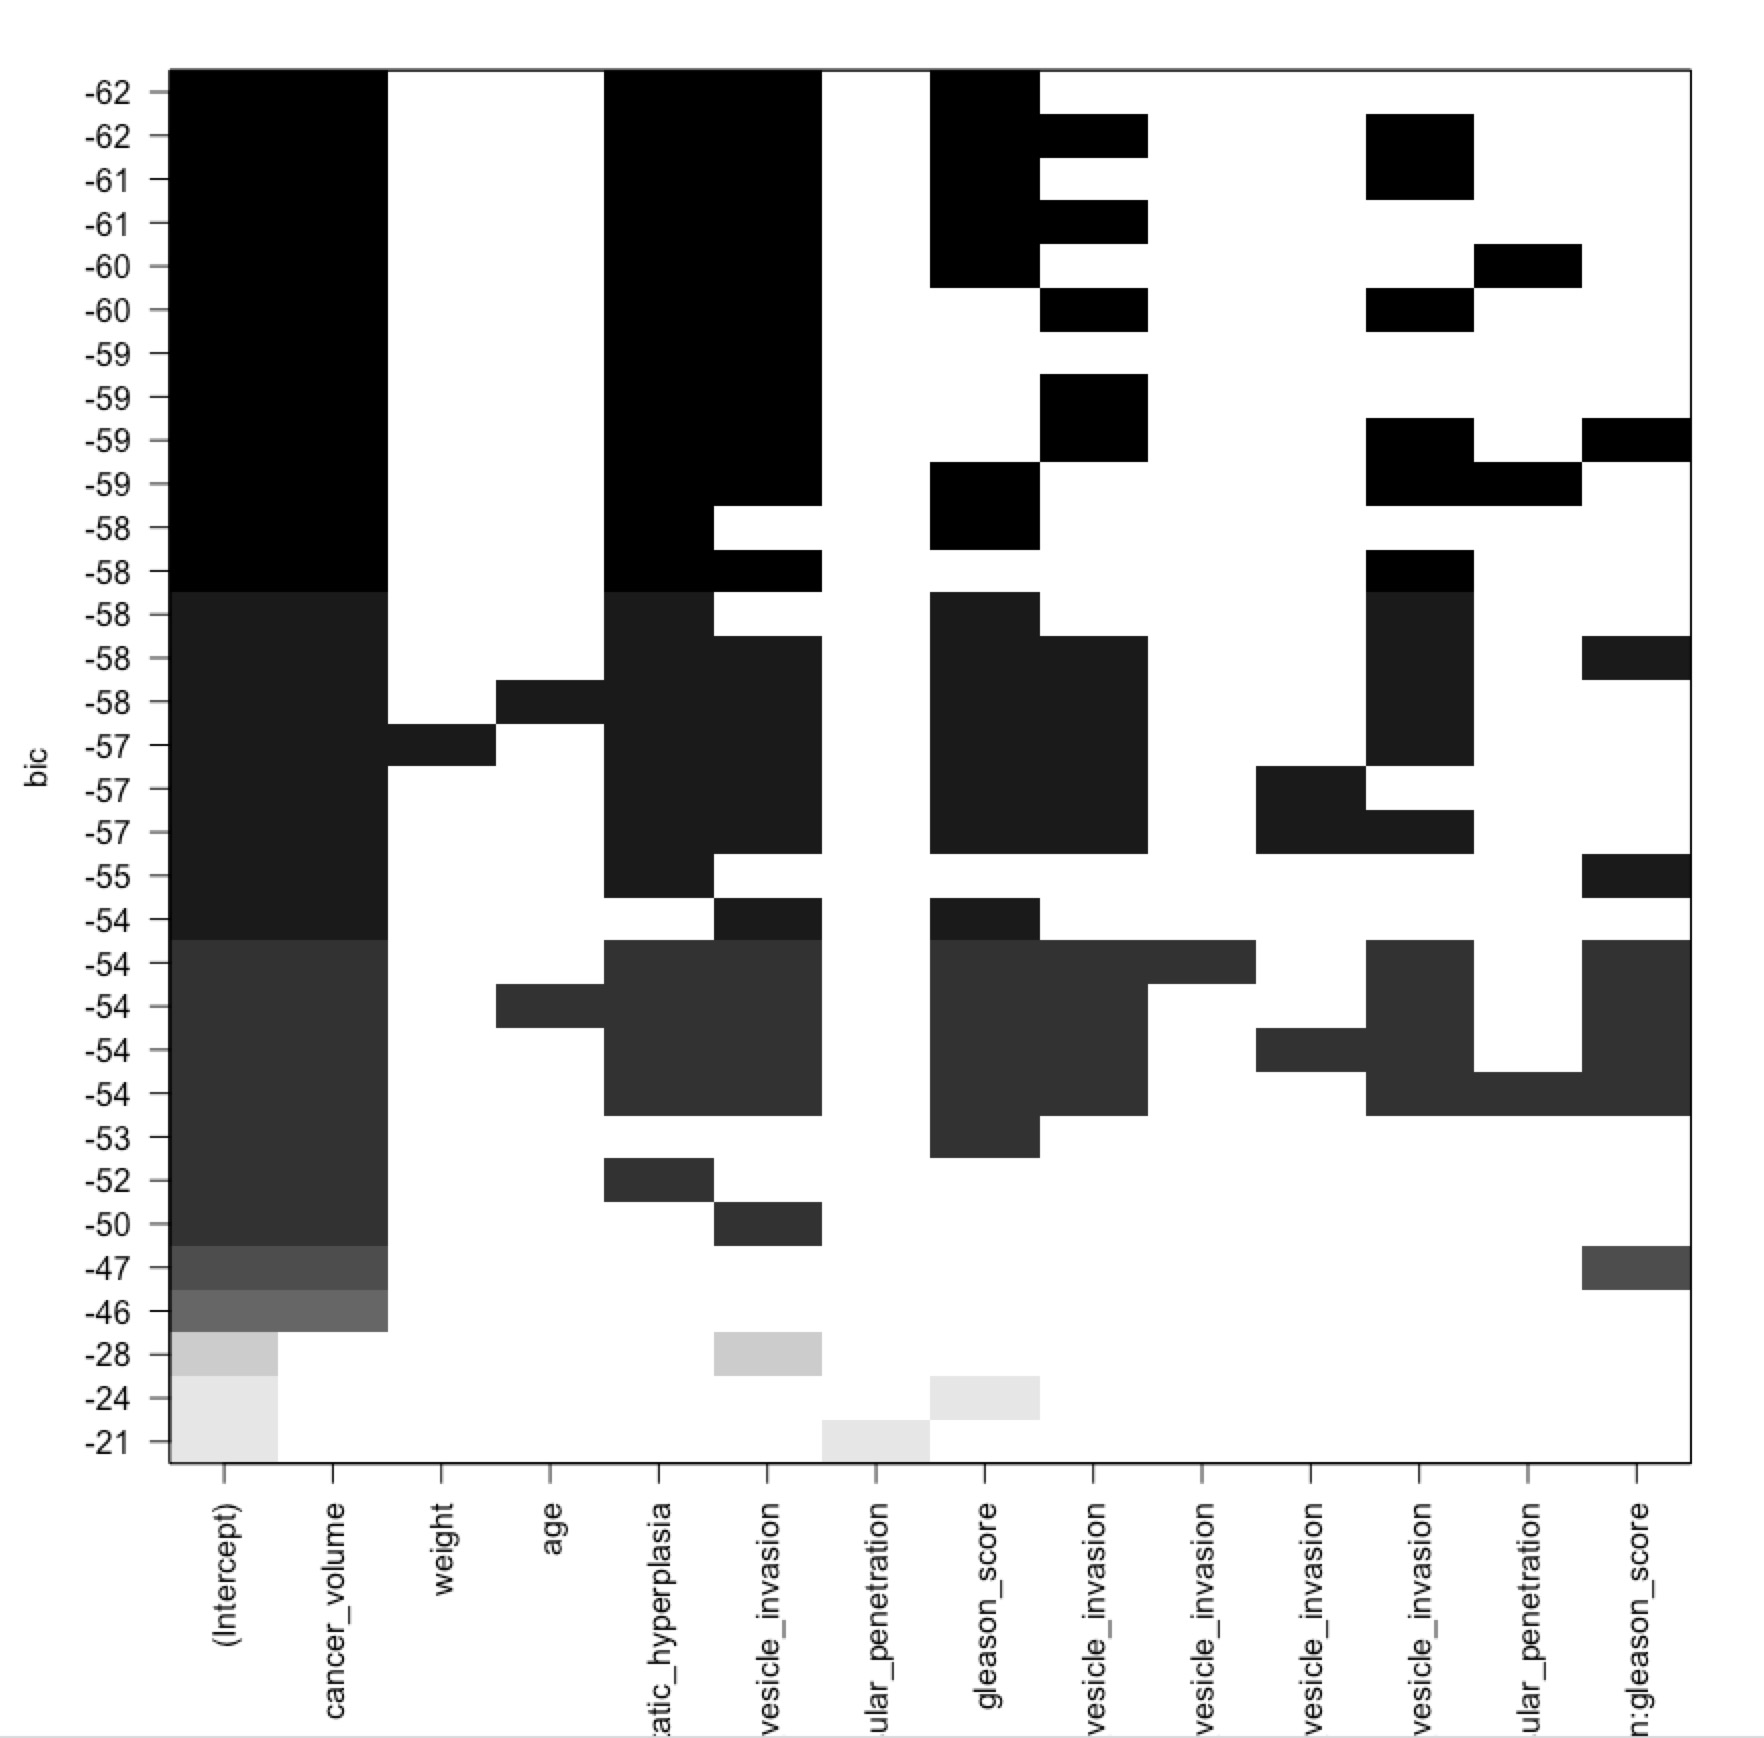 -62
-62
-61
-61
-60
-60
-59
-59
-59
-59
-58
-58
-58
-58
-58
-57
-57
-57
-55
-54
-54
-54
-54
-54
-53
-52
-50
-47
-46
-28
-24
-21
bic
(Intercept)
cancer_volume
weight
age
tatic_hyperplasia
vesicle_invasion
ular_penetration
gleason_score
vesicle_invasion
vesicle_invasion
vesicle_invasion
vesicle_invasion
ular_penetration
n:gleason_score